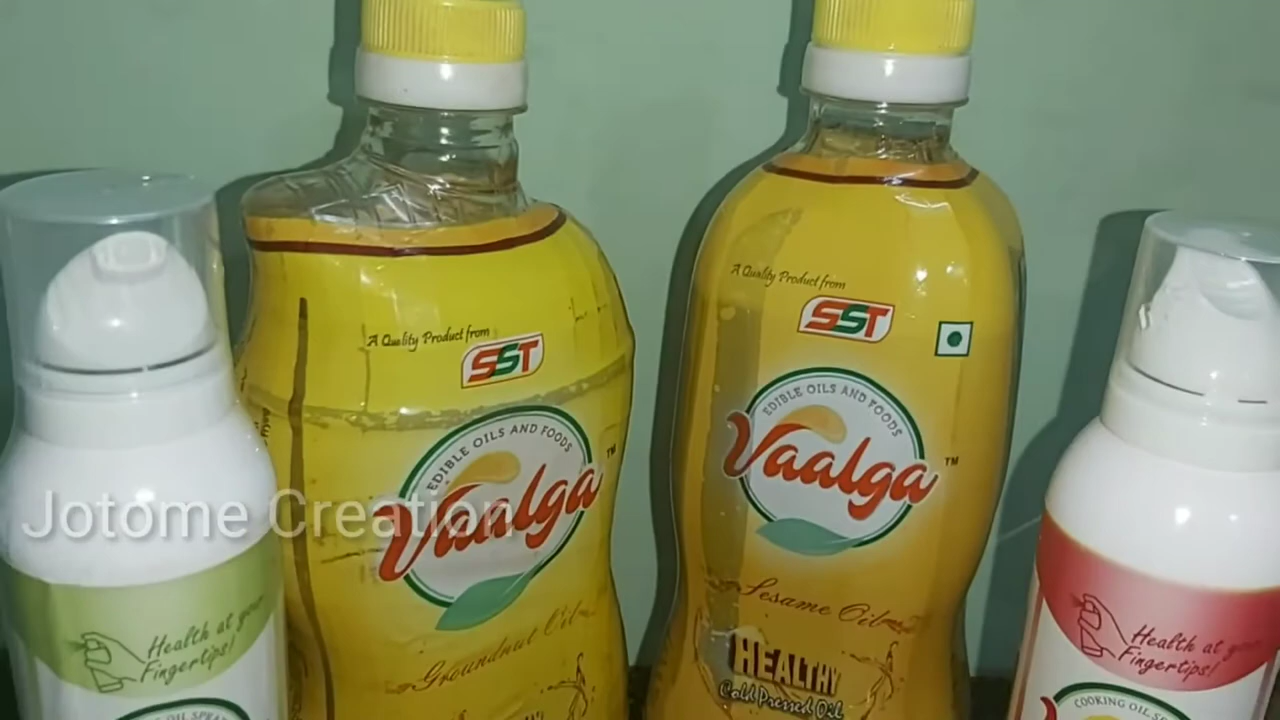 A Quality Product from
SST
EDIBLE OILS AND FOODS
Vaalga
TM
Groundnut Oil
A Quality Product from
SST
EDIBLE OILS AND FOODS
Vaalga
TM
Sesame Oil
HEALTHY
Cold Pressed Oil
Jotome Creation
Health at your
Fingertips!
Health at your
Fingertips!
COOKING OIL